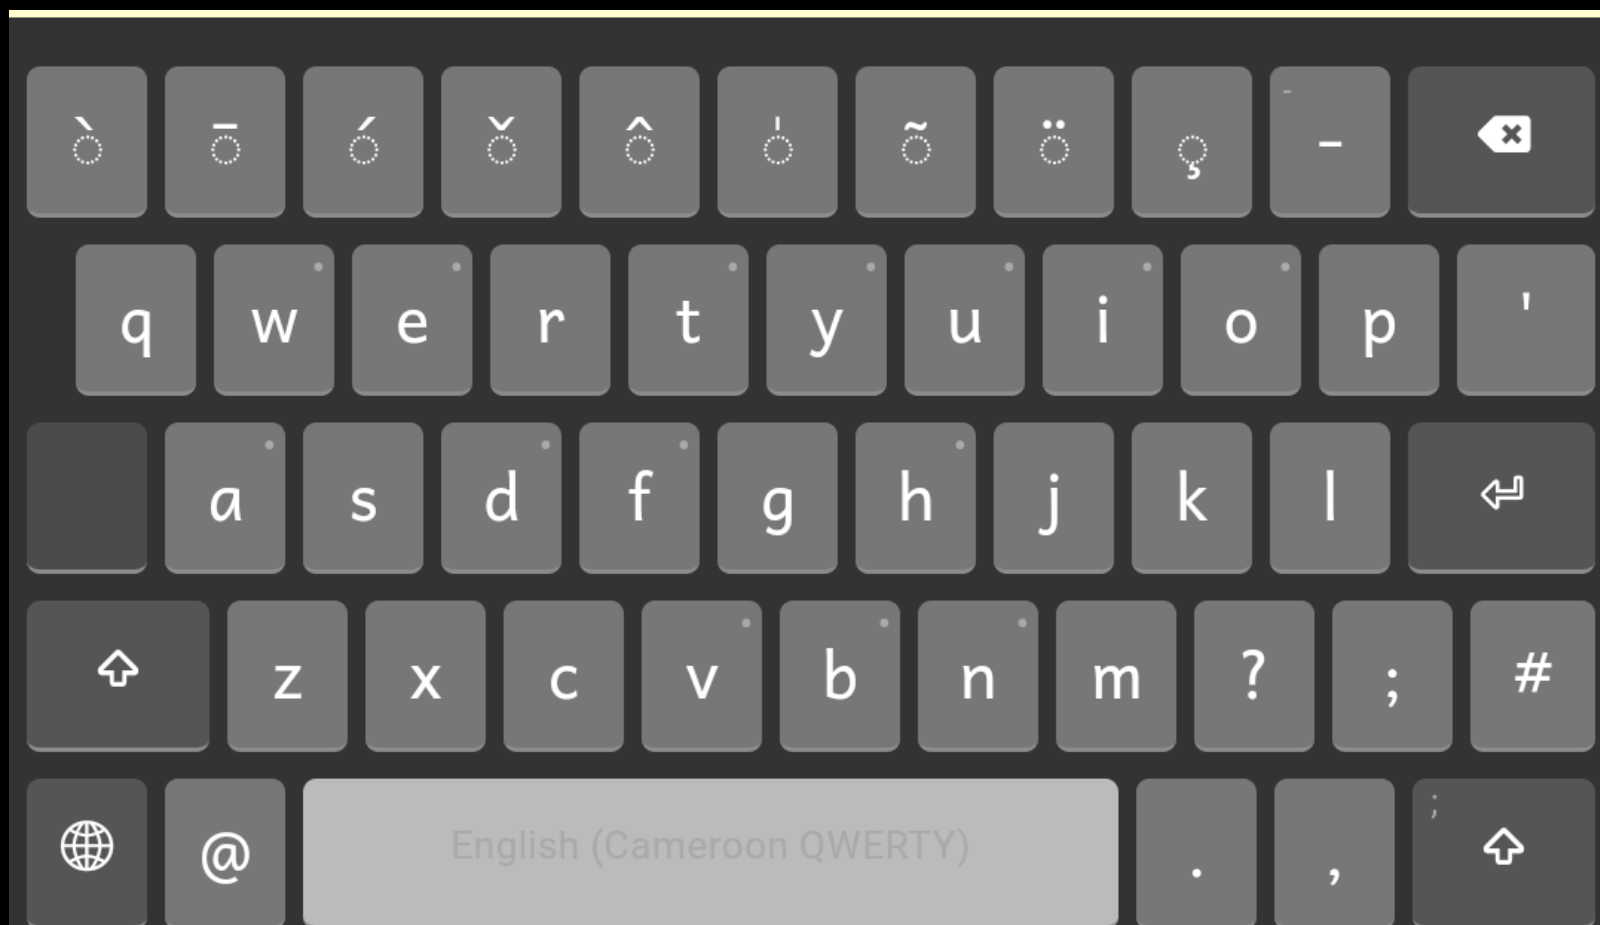 ◌̀ ◌̄ ◌́ ◌̌ ◌̂ ◌̍ ◌̃ ◌̈ ◌̧ - –
q w e r t y u i o p '
a s d f g h j k l
z x c v b n m ? ; #
@ English (Cameroon QWERTY) . , ;